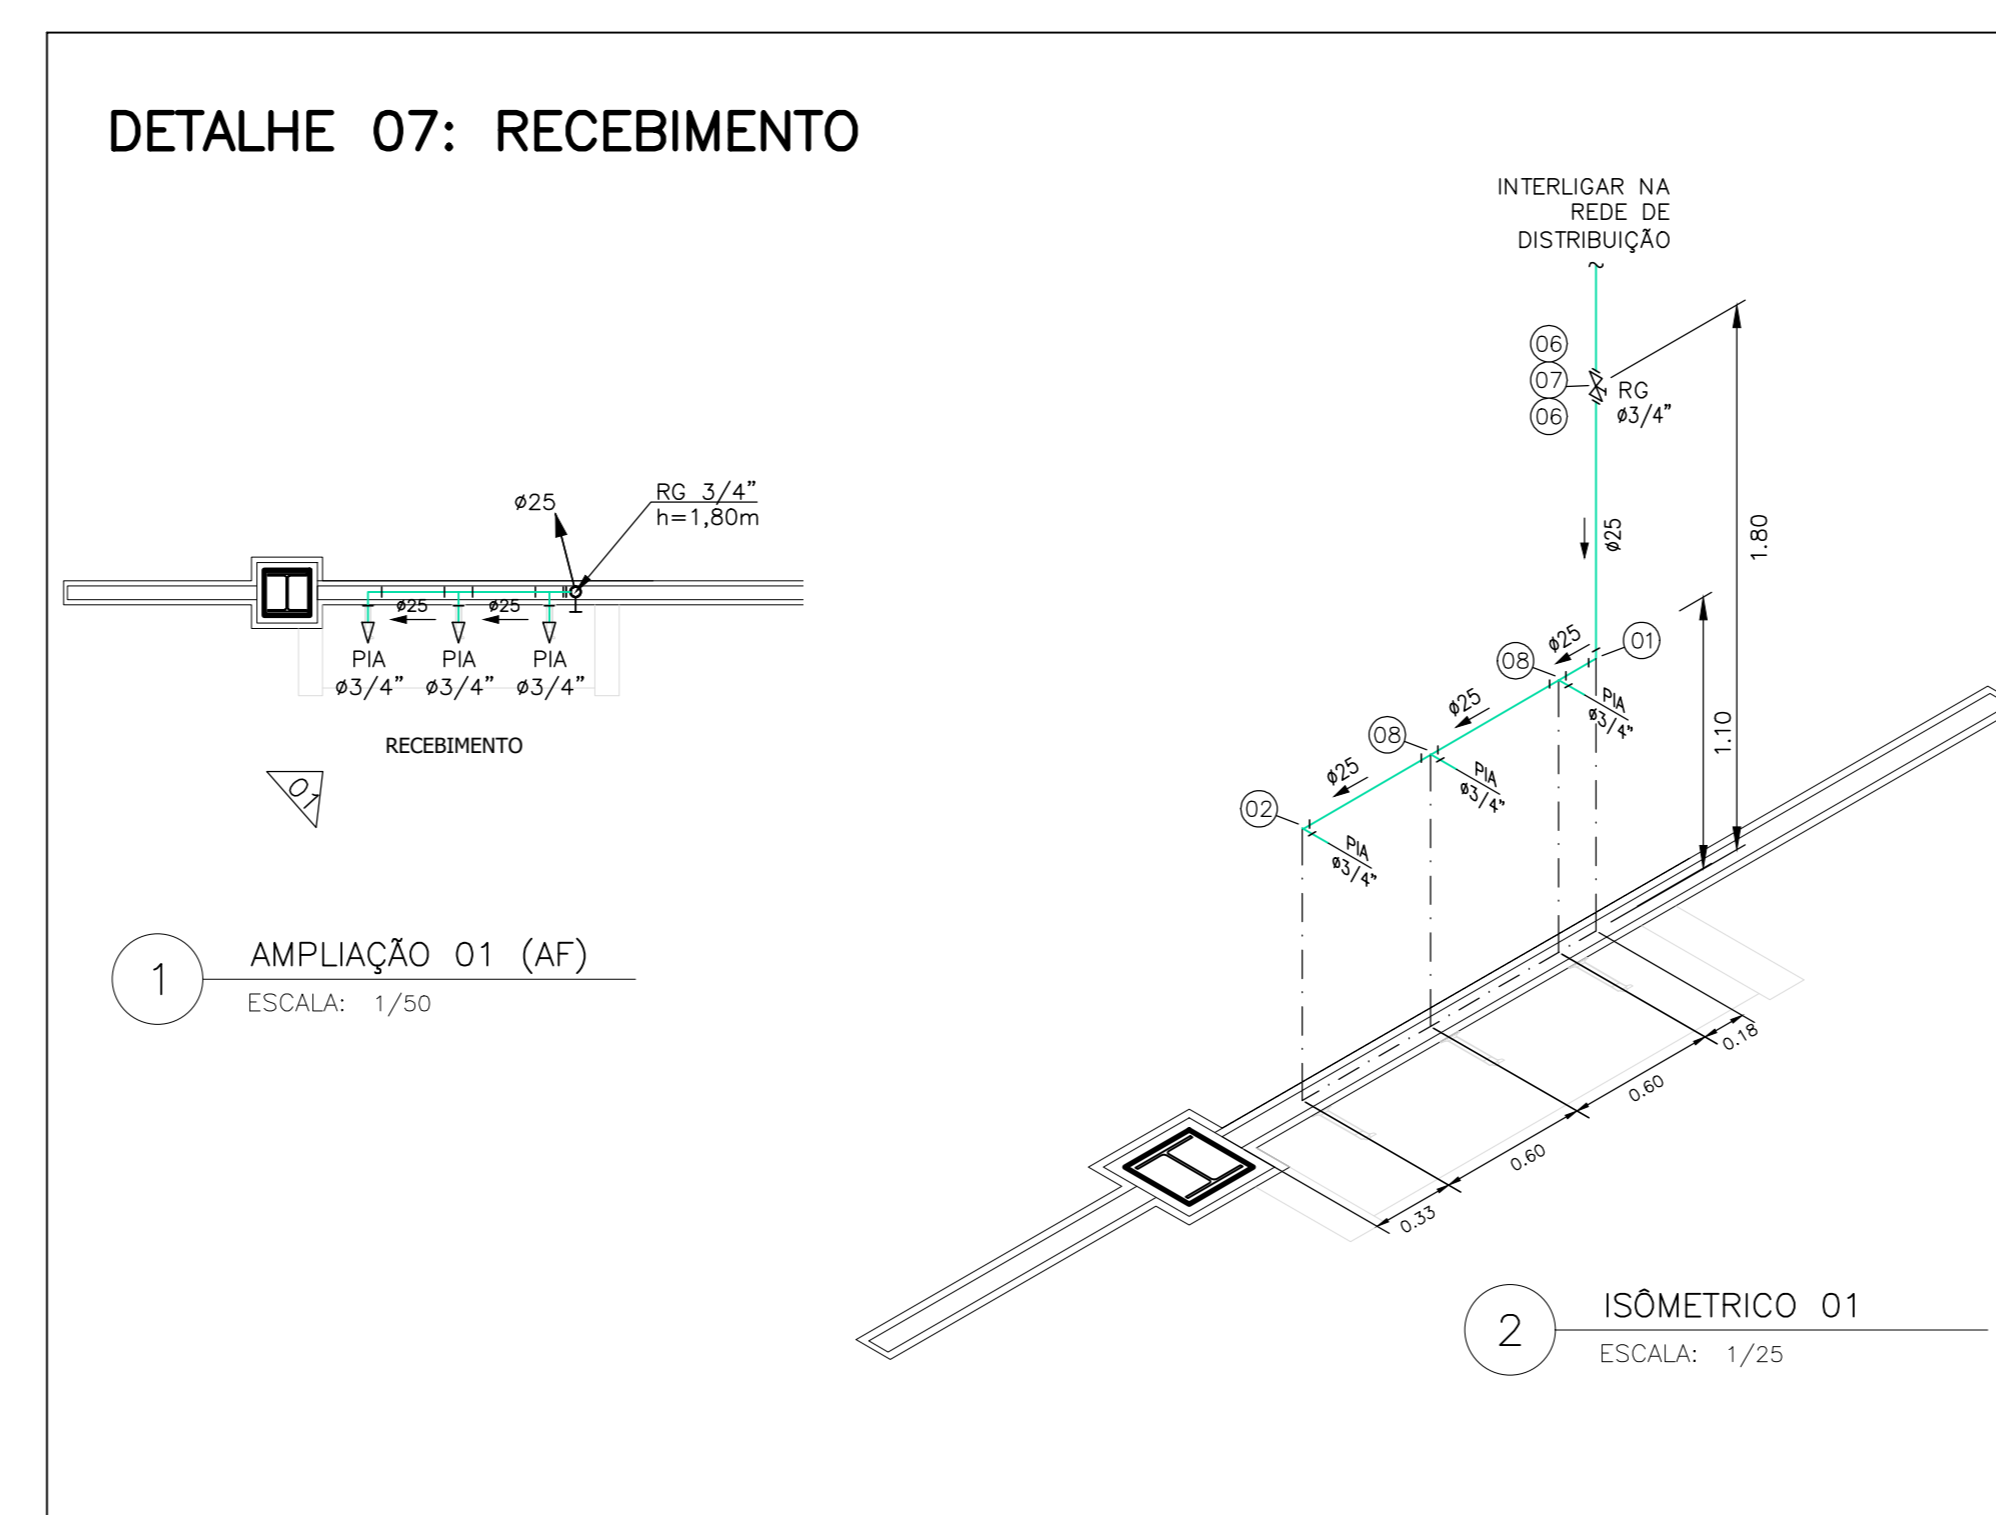 DETALHE 07: RECEBIMENTO
ø25
RG 3/4"
h=1,80m
ø25
ø25
PIA
ø3/4"
PIA
ø3/4"
PIA
ø3/4"
RECEBIMENTO
01
1
AMPLIAÇÃO 01 (AF)
ESCALA: 1/50
INTERLIGAR NA
REDE DE
DISTRIBUIÇÃO
06
07
06
RG
ø3/4"
ø25
1.80
1.10
01
ø25
08
PIA
ø3/4"
ø25
08
PIA
ø3/4"
ø25
02
PIA
ø3/4"
0.18
0.60
0.60
0.33
2
ISÔMETRICO 01
ESCALA: 1/25